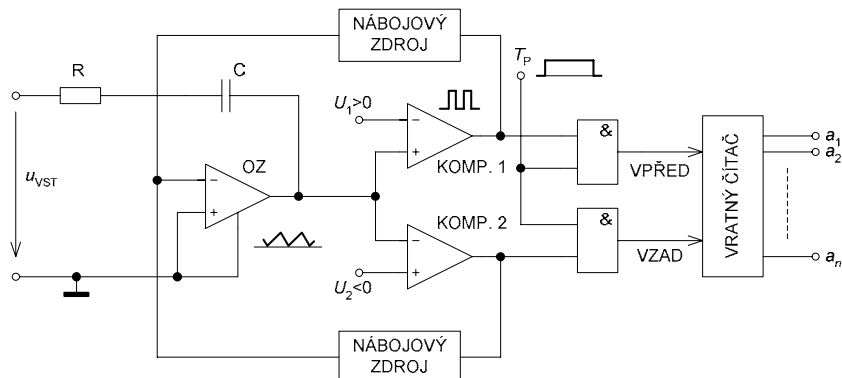 NÁBOJOVÝ
ZDROJ
T_P
R
C
U_1>0
u_VST
OZ
−
+
−
+
KOMP. 1
&
VPŘED
VRATNÝ ČÍTAČ
a_1
a_2
KOMP. 2
−
+
U_2<0
&
VZAD
a_n
NÁBOJOVÝ
ZDROJ